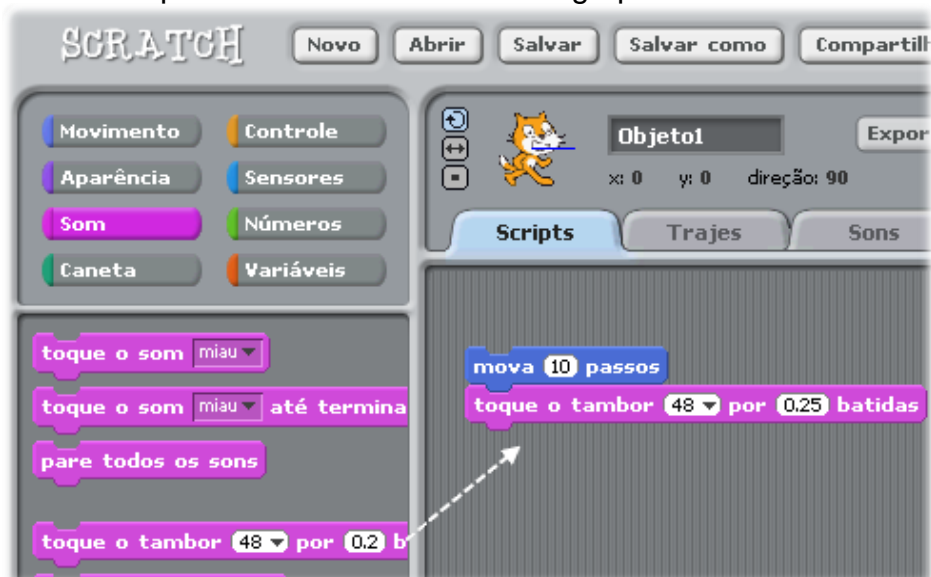 SCRATCH Novo Abrir Salvar Salvar como Compartilh
Movimento Controle
Aparência Sensores
Som Números
Caneta Variáveis
Objeto1 Expor
x: 0 y: 0 direção: 90
Scripts Trajes Sons
toque o som miau
toque o som miau até termina
pare todos os sons
toque o tambor 48 por 0.2 b
mova 10 passos
toque o tambor 48 por 0.25 batidas